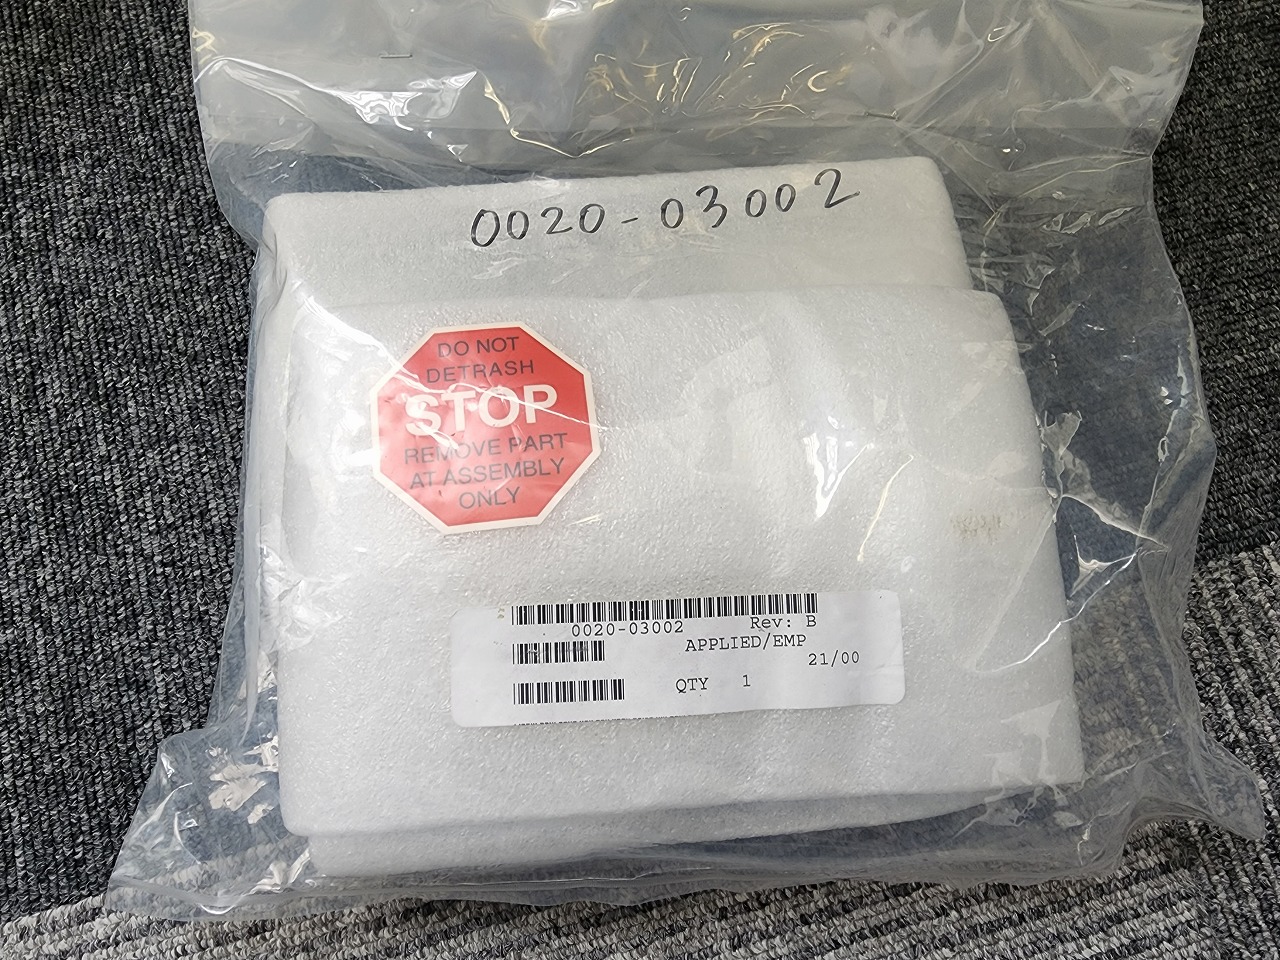 0020-03002
DO NOT
DETRASH
STOP
REMOVE PART
AT ASSEMBLY
ONLY
0020-03002 Rev: B
APPLIED/EMP
21/00
QTY 1